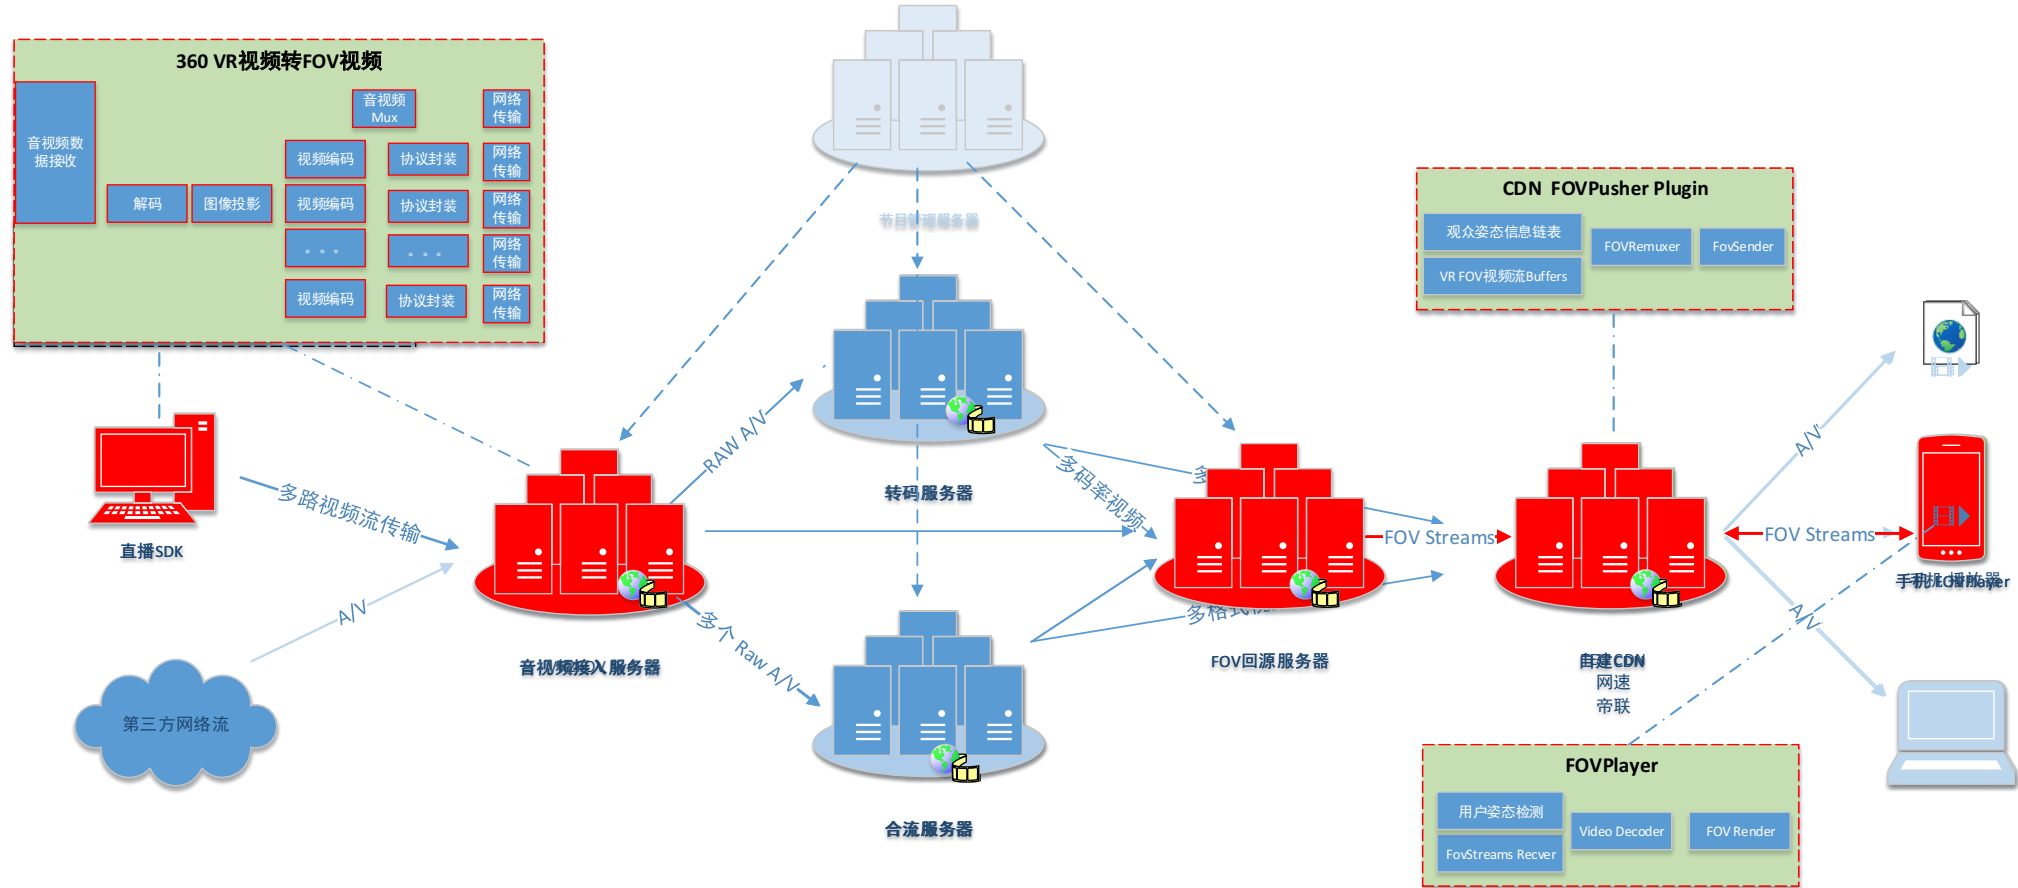 360 VR视频转FOV视频
音视频数
据接收
解码
图像投影
音视频
Mux
网络
传输
视频编码
协议封装
网络
传输
视频编码
协议封装
网络
传输
。。。
。。。
网络
传输
视频编码
协议封装
网络
传输
节目管理服务器
CDN FOVPusher Plugin
观众姿态信息链表
VR FOV视频流Buffers
FOVRemuxer
FovSender
直播SDK
多路视频流传输
A/V
第三方网络流
音视频接入服务器
RAW A/V
多个 Raw A/V
转码服务器
合流服务器
多码率视频
多格式
FOV回源服务器
FOV Streams
自建CDN
网速
帝联
A/V
FOV Streams
A/V
手机 FOVPlayer
FOVPlayer
用户姿态检测
FovStreams Recver
Video Decoder
FOV Render